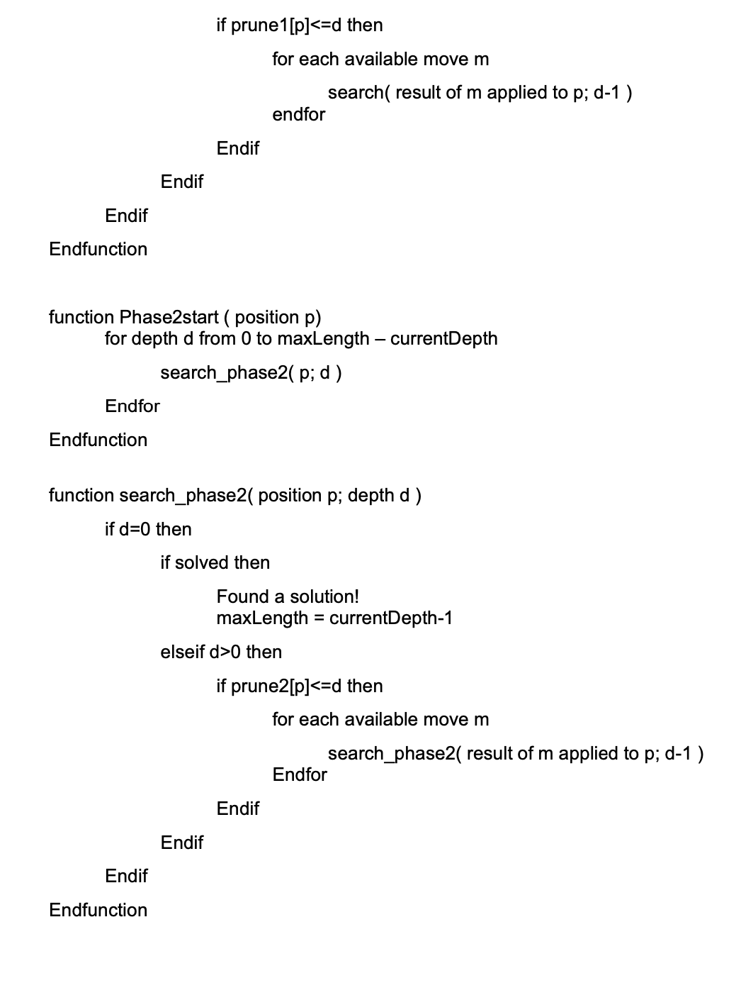 if prune1[p]<=d then
for each available move m
search( result of m applied to p; d-1 )
endfor
Endif
Endif
Endif
Endfunction
function Phase2start ( position p)
for depth d from 0 to maxLength – currentDepth
search_phase2( p; d )
Endfor
Endfunction
function search_phase2( position p; depth d )
if d=0 then
if solved then
Found a solution!
maxLength = currentDepth-1
elseif d>0 then
if prune2[p]<=d then
for each available move m
search_phase2( result of m applied to p; d-1 )
Endfor
Endif
Endif
Endif
Endfunction